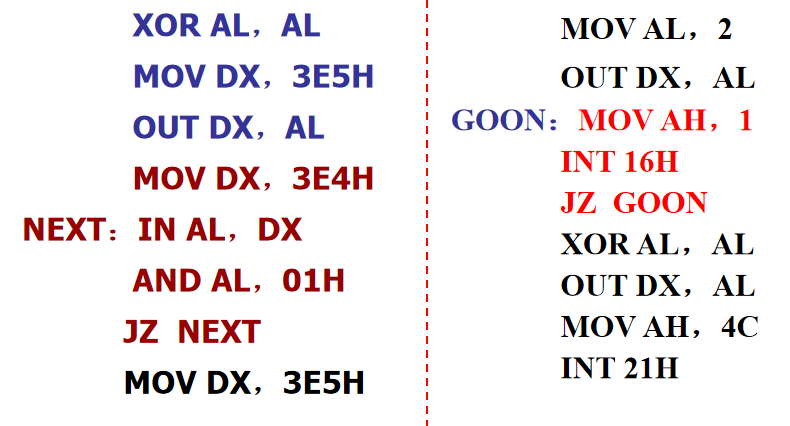 XOR AL，AL
MOV DX，3E5H
OUT DX，AL
MOV DX，3E4H
NEXT：IN AL，DX
AND AL，01H
JZ NEXT
MOV DX，3E5H
MOV AL，2
OUT DX，AL
GOON：MOV AH，1
INT 16H
JZ GOON
XOR AL，AL
OUT DX，AL
MOV AH，4C
INT 21H